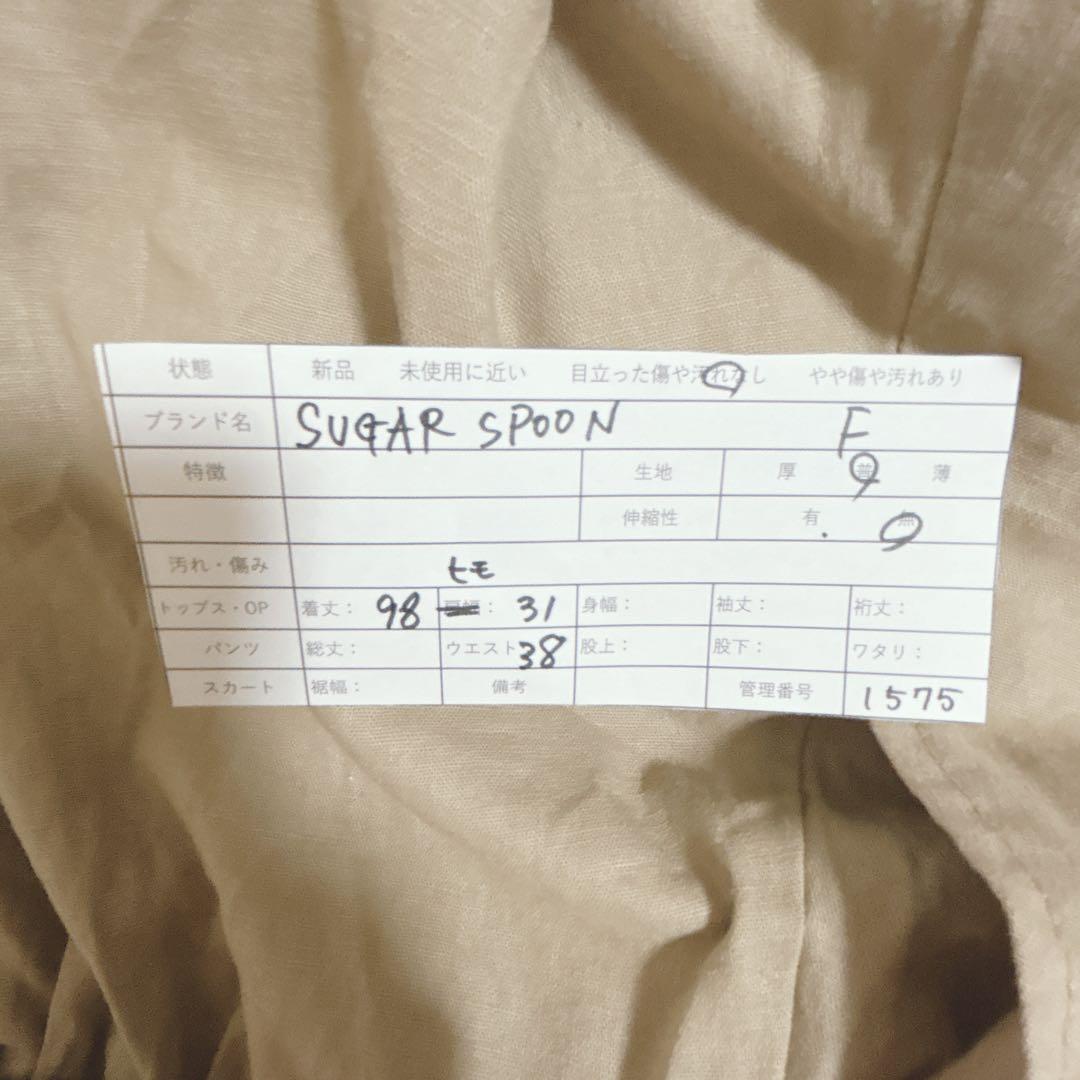 状態 新品 未使用に近い 目立った傷や汚れなし やや傷や汚れあり
ブランド名 SUGAR SPOON F
特徴 生地 厚 普 薄
伸縮性 有 無
汚れ・傷み
ヒモ
トップス・OP 着丈: 98 肩幅: 31 身幅: 袖丈: 裄丈:
パンツ 総丈: ウエスト 38 股上: 股下: ワタリ:
スカート 裾幅: 備考 管理番号 1575